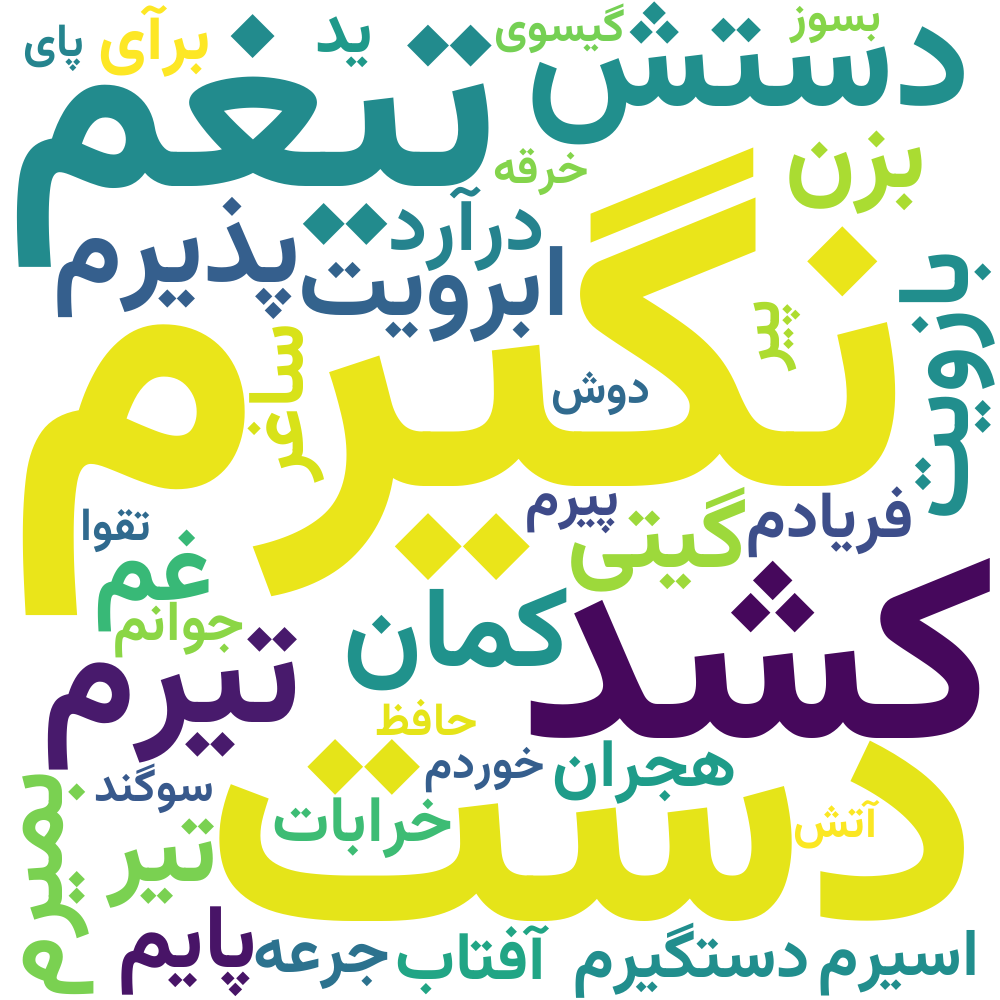 دستش
بسوز
گیسوی
ید
تیغم
برآی
پای
بزن
خرقه
درآرد
پذیرم
ابرویت
نگیرم
بازویت
پیر
ساغر
دوش
پیرم
فریادم
گیتی
تقوا
غم
جوانم
کمان
کشد
تیرم
حافظ
هجران
خوردم
سوگند
دست
نمیرم
خرابات
آتش
تیر
اسیرم
دستگیرم
آفتاب
جرعه
پایم